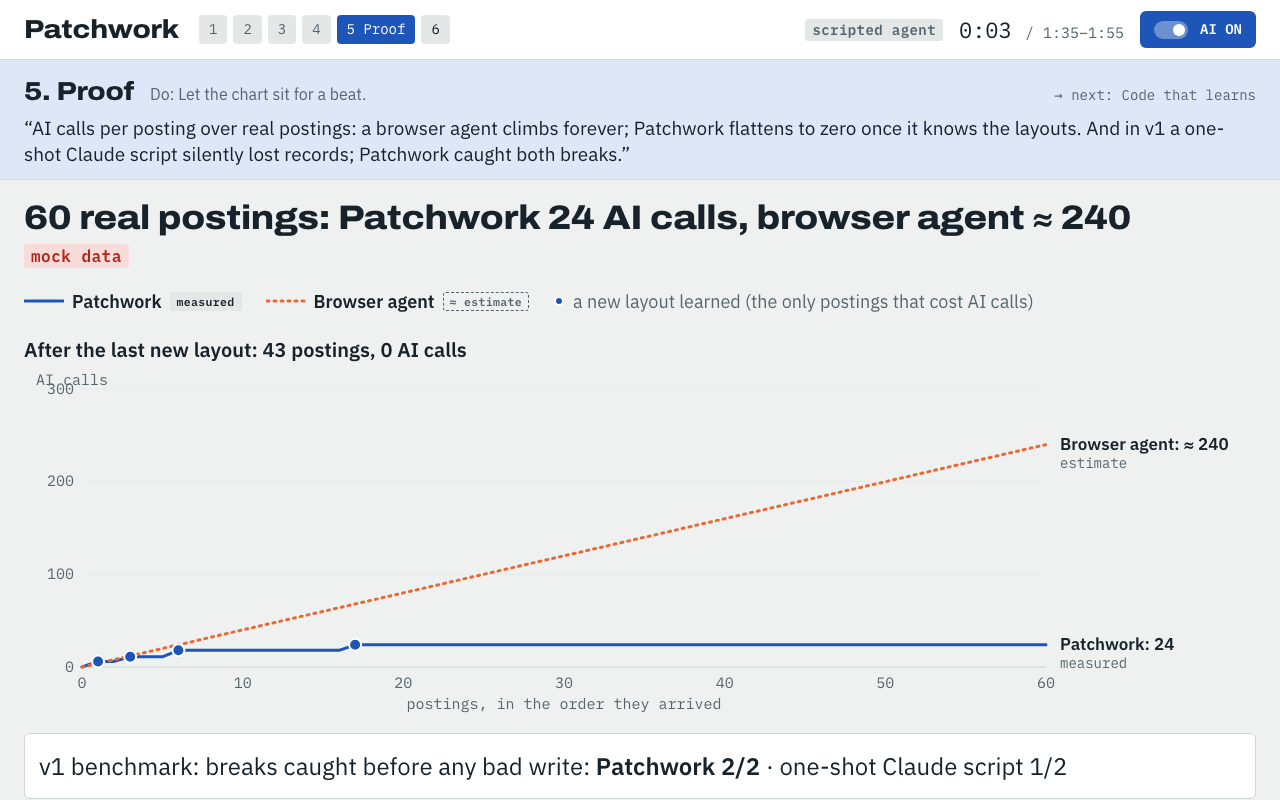 Patchwork 1 2 3 4 5 Proof 6 scripted agent 0:03 / 1:35–1:55 AI ON
5. Proof Do: Let the chart sit for a beat. → next: Code that learns
“AI calls per posting over real postings: a browser agent climbs forever; Patchwork flattens to zero once it knows the layouts. And in v1 a one-
shot Claude script silently lost records; Patchwork caught both breaks.”
60 real postings: Patchwork 24 AI calls, browser agent ≈ 240
mock data
Patchwork measured Browser agent ≈ estimate a new layout learned (the only postings that cost AI calls)
After the last new layout: 43 postings, 0 AI calls
AI calls
300
Browser agent: ≈ 240
estimate
200
100
Patchwork: 24
measured
0
0 10 20 30 40 50 60
postings, in the order they arrived
v1 benchmark: breaks caught before any bad write: Patchwork 2/2 · one-shot Claude script 1/2